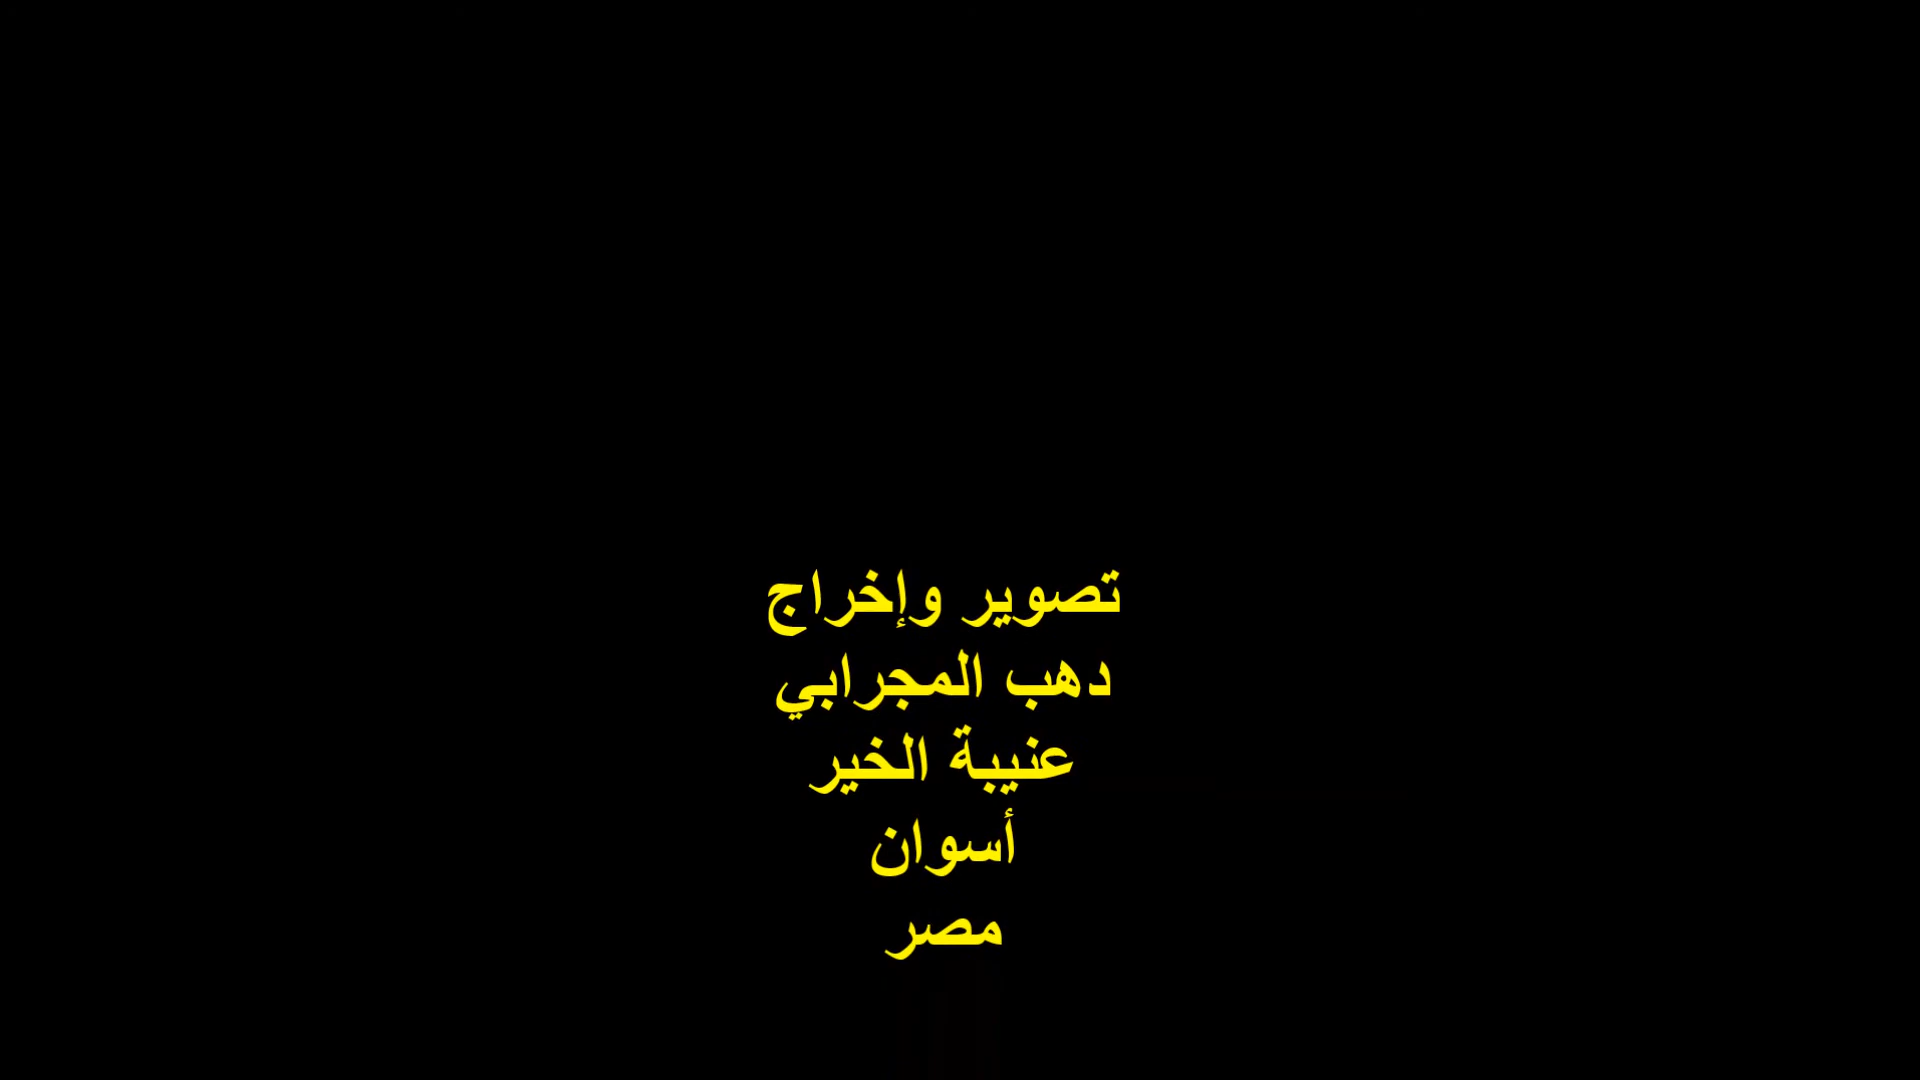 تصوير وإخراج
دهب المجرابي
عنيبة الخير
أسوان
مصر